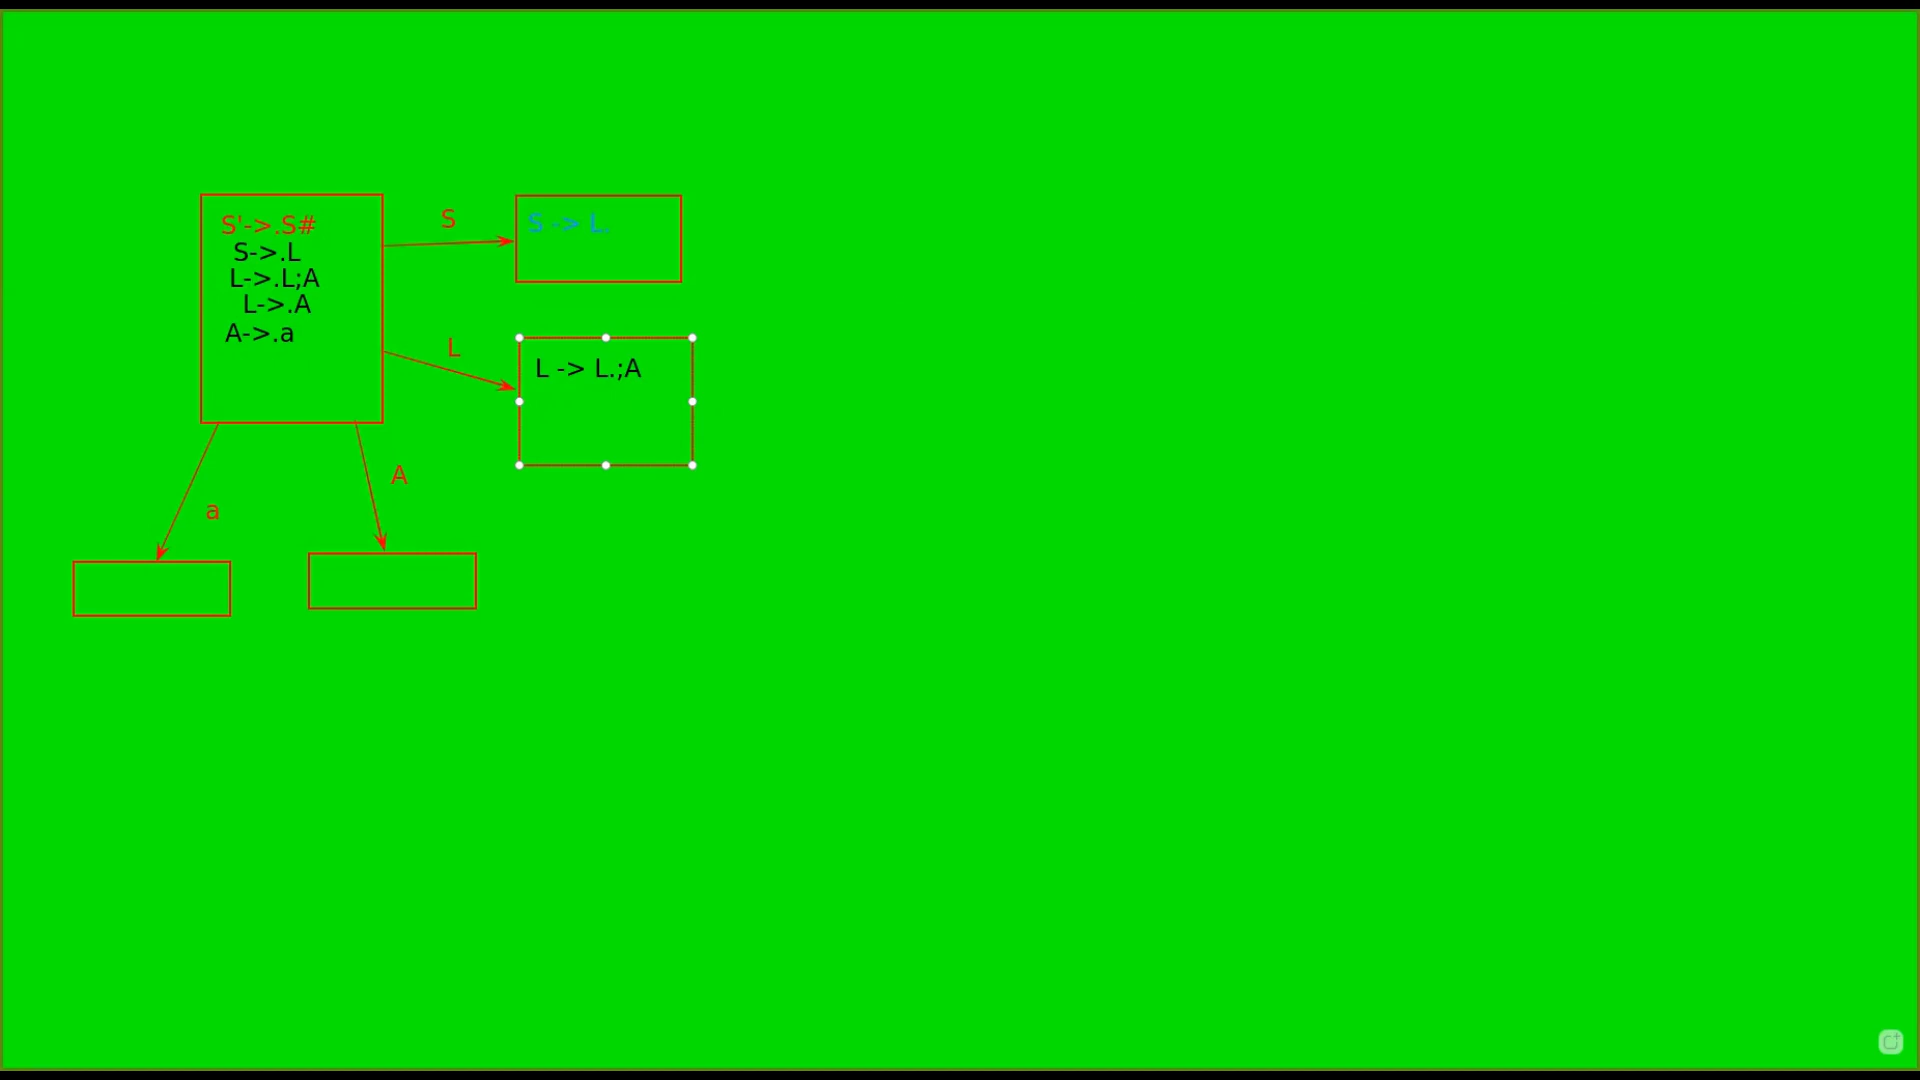 S'->.S#
S->.L
L->.L;A
L->.A
A->.a
S
S -> L.
L
L -> L.;A
A
a